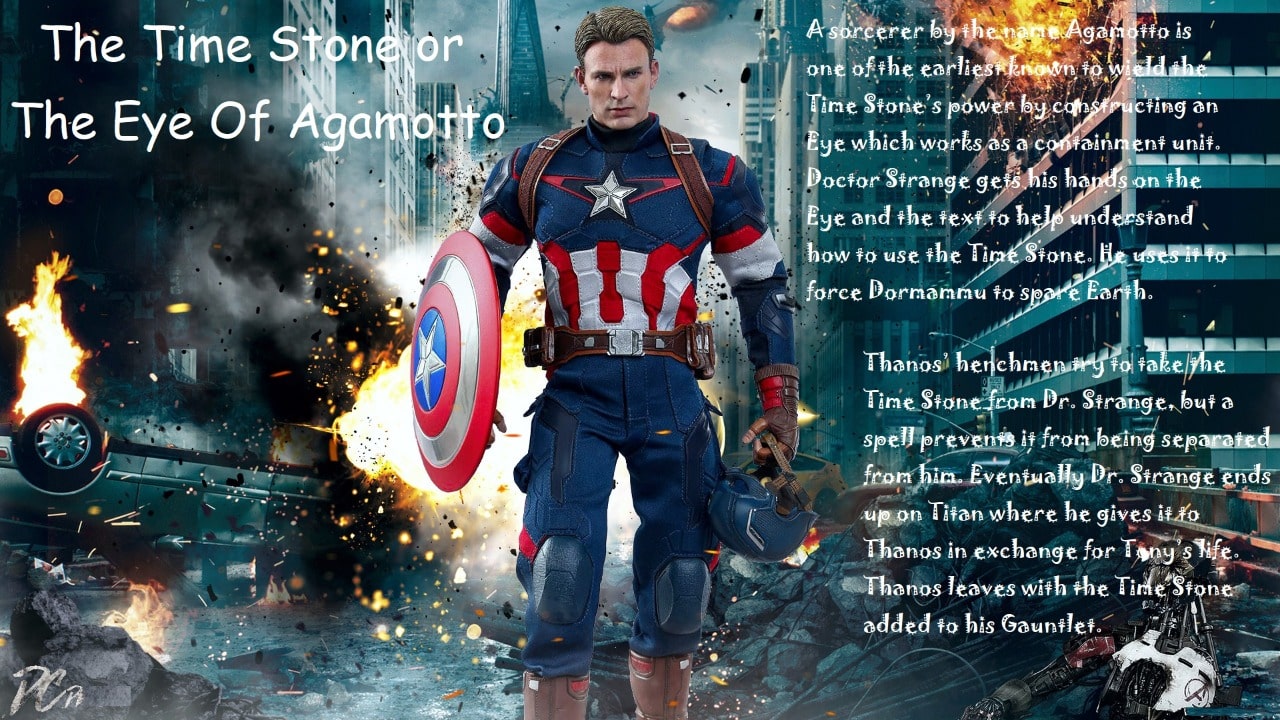 The Time Stone or
The Eye Of Agamotto
A sorcerer by the name Agamotto is
one of the earliest known to wield the
Time Stone's power by constructing an
Eye which works as a containment unit.
Doctor Strange gets his hands on the
Eye and the text to help understand
how to use the Time Stone. He uses it to
force Dormammu to spare Earth.
Thanos' henchmen try to take the
Time Stone from Dr. Strange, but a
spell prevents it from being separated
from him. Eventually Dr. Strange ends
up on Titan where he gives it to
Thanos in exchange for Tony's life.
Thanos leaves with the Time Stone
added to his Gauntlet.